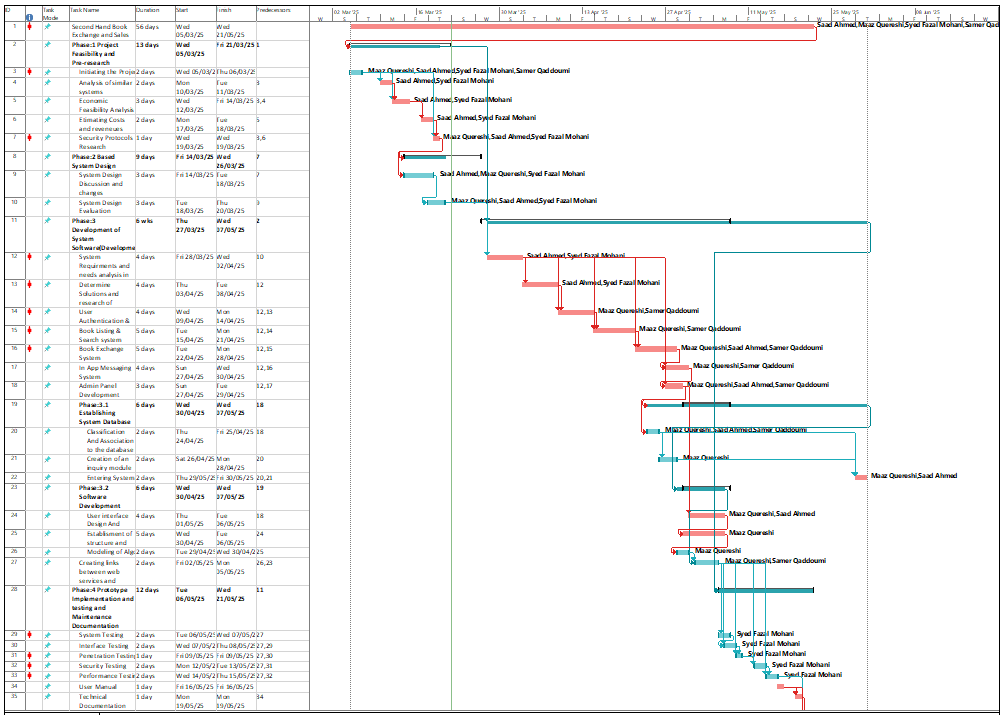 ID Task Mode Task Name Duration Start Finish Predecessors 02 Mar '25 16 Mar '25 30 Mar '25 13 Apr '25 27 Apr '25 11 May '25 25 May '25 08 Jun '25
W S T M F T S W S T M F T S W S T M F T S W
1 Second Hand Book Exchange and Sales 56 days Wed 05/03/25 Wed 21/05/25 Saad Ahmed,Maaz Quereshi,Syed Fazal Mohani,Samer Qad
2 Phase:1 Project Feasibility and Pre-research 13 days Wed 05/03/25 Fri 21/03/25 1
3 Initiating the Proje 2 days Wed 05/03/2 Thu 06/03/25 Maaz Quereshi,Saad Ahmed,Syed Fazal Mohani,Samer Qaddoumi
4 Analysis of similar systems 2 days Mon 10/03/25 Tue 11/03/25 3 Saad Ahmed,Syed Fazal Mohani
5 Economic Feasibility Analysis 3 days Wed 12/03/25 Fri 14/03/25 3,4 Saad Ahmed,Syed Fazal Mohani
6 Etimating Costs and reveneues 2 days Mon 17/03/25 Tue 18/03/25 5 Saad Ahmed,Syed Fazal Mohani
7 Security Protocols Research 1 day Wed 19/03/25 Wed 19/03/25 3,6 Maaz Quereshi,Saad Ahmed,Syed Fazal Mohani
8 Phase:2 Based System Design 9 days Fri 14/03/25 Wed 26/03/25 7
9 System Design Discussion and changes 3 days Fri 14/03/25 Tue 18/03/25 7 Saad Ahmed,Maaz Quereshi,Syed Fazal Mohani
10 System Design Evaluation 3 days Tue 18/03/25 Thu 20/03/25 9 Maaz Quereshi,Saad Ahmed,Syed Fazal Mohani
11 Phase:3 Development of System Software(Developme 6 wks Thu 27/03/25 Wed 07/05/25 2
12 System Requirments and needs analysis in 4 days Fri 28/03/25 Wed 02/04/25 10 Saad Ahmed,Syed Fazal Mohani
13 Determine Solutions and research of 4 days Thu 03/04/25 Tue 08/04/25 12 Saad Ahmed,Syed Fazal Mohani
14 User Authentication & 4 days Wed 09/04/25 Mon 14/04/25 12,13 Maaz Quereshi,Samer Qaddoumi
15 Book Listing & Search system 5 days Tue 15/04/25 Mon 21/04/25 12,14 Maaz Quereshi,Samer Qaddoumi
16 Book Exchange System 5 days Tue 22/04/25 Mon 28/04/25 12,15 Maaz Quereshi,Saad Ahmed,Samer Qaddoumi
17 In App Messaging System 4 days Sun 27/04/25 Wed 30/04/25 12,16 Maaz Quereshi,Samer Qaddoumi
18 Admin Panel Development 3 days Sun 27/04/25 Tue 29/04/25 12,17 Maaz Quereshi,Saad Ahmed,Samer Qaddoumi
19 Phase:3.1 Establishing System Database 6 days Wed 30/04/25 Wed 07/05/25 18
20 Classification And Association to the database 2 days Thu 24/04/25 Fri 25/04/25 18 Maaz Quereshi,Saad Ahmed,Samer Qaddoumi
21 Creation of an inquiry module 2 days Sat 26/04/25 Mon 28/04/25 20 Maaz Quereshi
22 Entering System 2 days Thu 29/05/25 Fri 30/05/25 20,21 Maaz Quereshi,Saad Ahmed
23 Phase:3.2 Software Development 6 days Wed 30/04/25 Wed 07/05/25 19
24 User interface Design And 4 days Thu 01/05/25 Tue 06/05/25 18 Maaz Quereshi,Saad Ahmed
25 Establisment of structure and 5 days Wed 30/04/25 Tue 06/05/25 24 Maaz Quereshi
26 Modeling of Alg 2 days Tue 29/04/25 Wed 30/04/2 25 Maaz Quereshi
27 Creating links between web services and 2 days Fri 02/05/25 Mon 05/05/25 26,23 Maaz Quereshi,Samer Qaddoumi
28 Phase:4 Prototype Implementation and testing and Maintenance Documentation 12 days Tue 06/05/25 Wed 21/05/25 11
29 System Testing 2 days Tue 06/05/25 Wed 07/05/2 27 Syed Fazal Mohani
30 Interface Testing 2 days Wed 07/05/2 Thu 08/05/25 27,29 Syed Fazal Mohani
31 Penetration Testing 1 day Fri 09/05/25 Fri 09/05/25 27,30 Syed Fazal Mohani
32 Security Testing 2 days Mon 12/05/2 Tue 13/05/25 27,31 Syed Fazal Mohani
33 Performance Testi 2 days Wed 14/05/2 Thu 15/05/25 27,32 Syed Fazal Mohani
34 User Manual 1 day Fri 16/05/25 Fri 16/05/25
35 Technical Documentation 1 day Mon 19/05/25 Mon 19/05/25 34